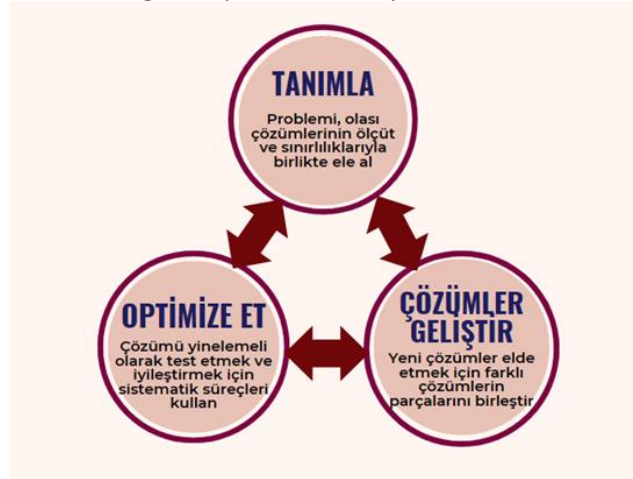 TANIMLA
Problemi, olası
çözümlerinin ölçüt
ve sınırlılıklarıyla
birlikte ele al
OPTİMİZE ET
Çözümü yinelemeli
olarak test etmek ve
iyileştirmek için
sistematik süreçleri
kullan
ÇÖZÜMLER
GELİŞTİR
Yeni çözümler elde
etmek için farklı
çözümlerin
parçalarını birleştir